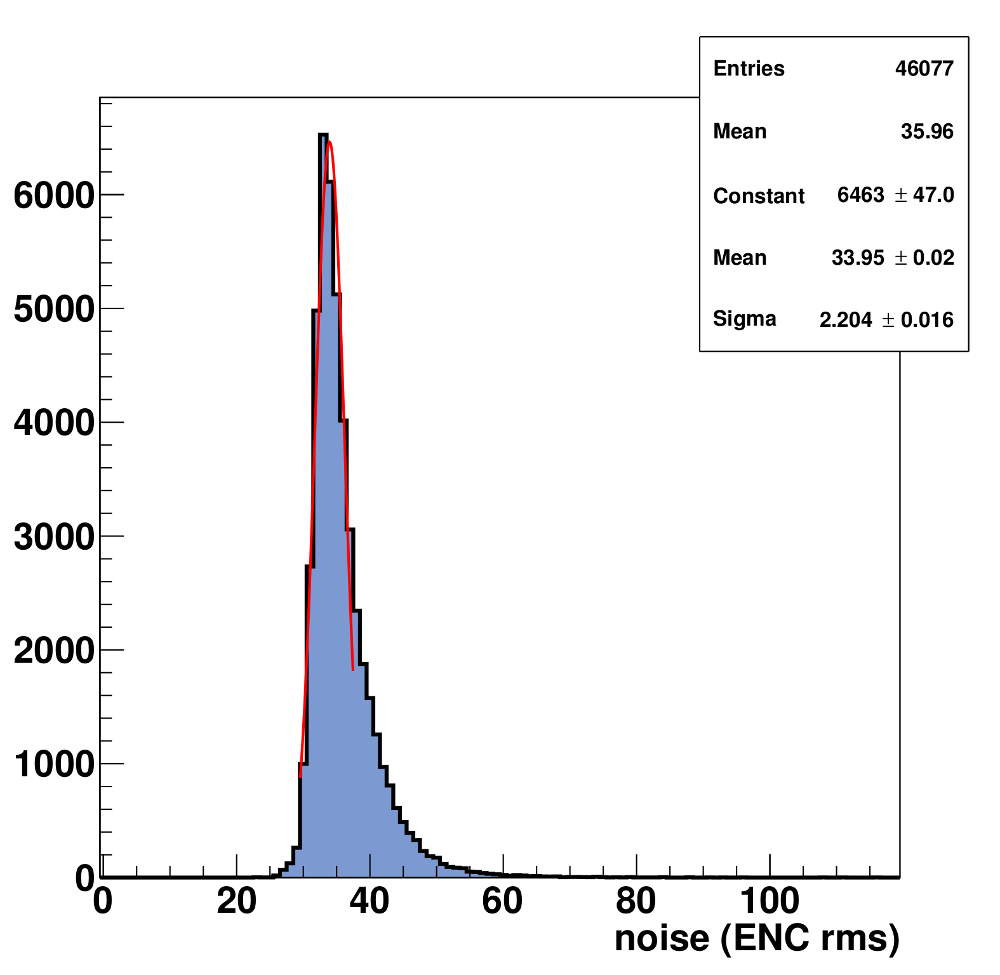 Entries 46077
Mean 35.96
Constant 6463 ± 47.0
Mean 33.95 ± 0.02
Sigma 2.204 ± 0.016
6000
5000
4000
3000
2000
1000
0
0 20 40 60 80 100
noise (ENC rms)